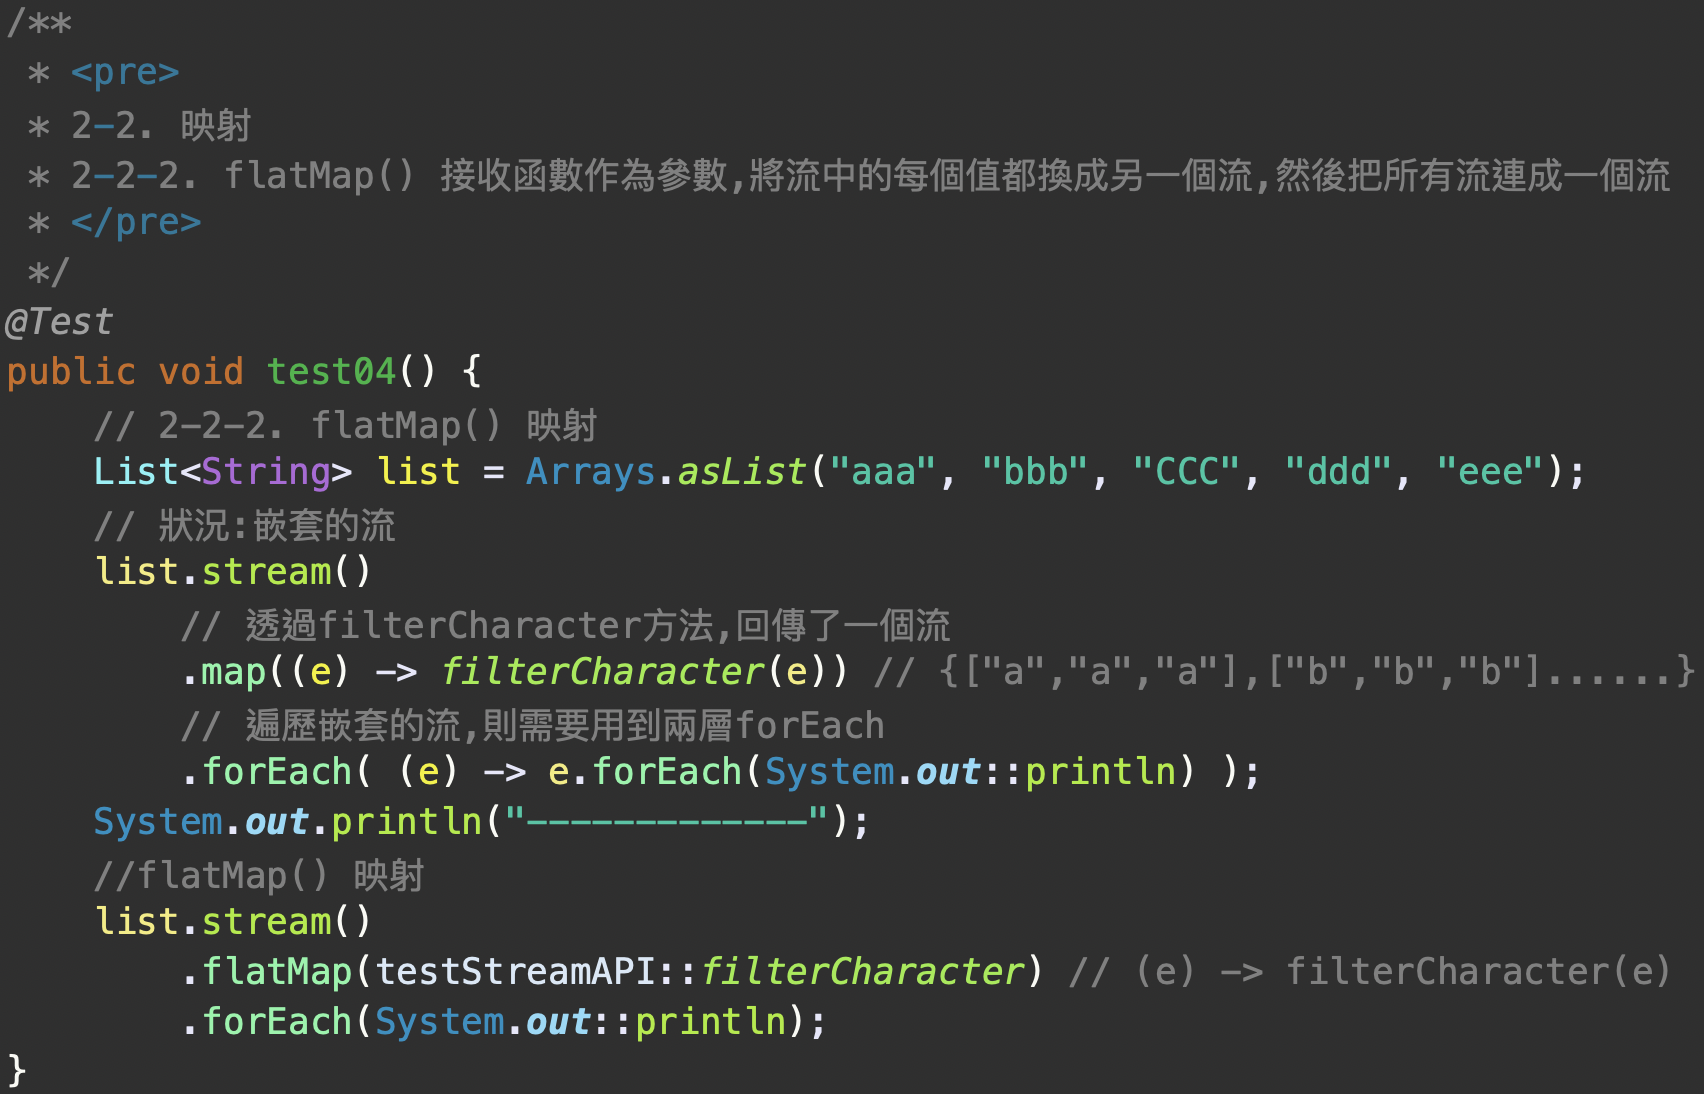 /**
 * <pre>
 * 2-2. 映射
 * 2-2-2. flatMap() 接收函數作為參數,將流中的每個值都換成另一個流,然後把所有流連成一個流
 * </pre>
 */
@Test
public void test04() {
    // 2-2-2. flatMap() 映射
    List<String> list = Arrays.asList("aaa", "bbb", "CCC", "ddd", "eee");
    // 狀況:嵌套的流
    list.stream()
        // 透過filterCharacter方法,回傳了一個流
        .map((e) -> filterCharacter(e)) // {["a","a","a"],["b","b","b"]......}
        // 遍歷嵌套的流,則需要用到兩層forEach
        .forEach( (e) -> e.forEach(System.out::println) );
    System.out.println("-------------");
    //flatMap() 映射
    list.stream()
        .flatMap(testStreamAPI::filterCharacter) // (e) -> filterCharacter(e)
        .forEach(System.out::println);
}